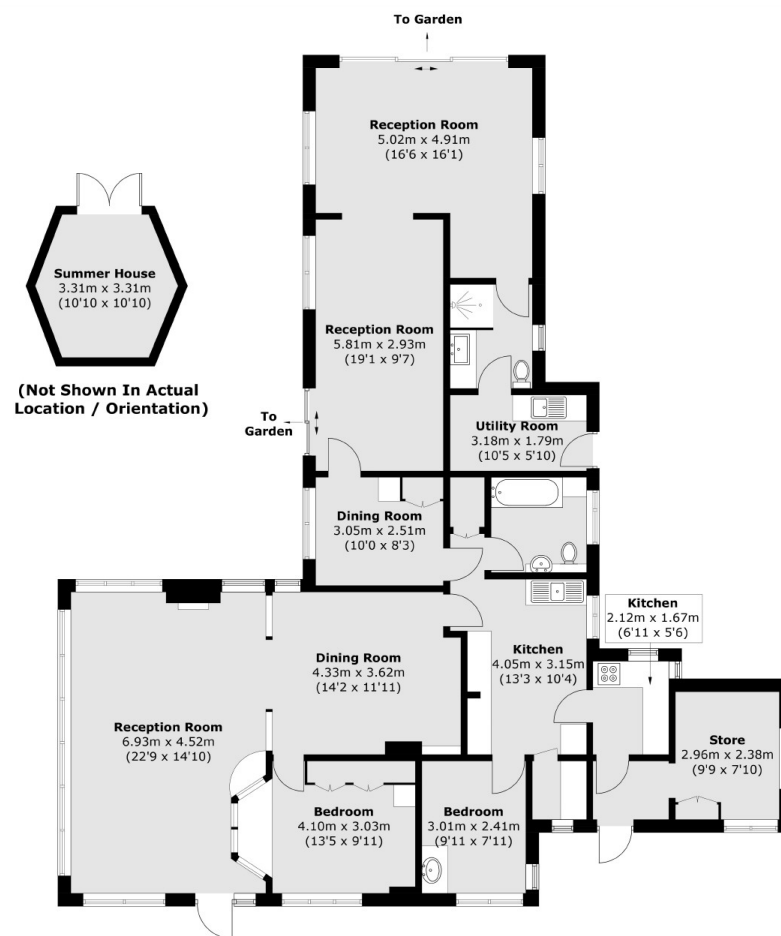 To Garden
Reception Room
5.02m x 4.91m
(16'6 x 16'1)
Summer House
3.31m x 3.31m
(10'10 x 10'10)
(Not Shown In Actual
Location / Orientation)
Reception Room
5.81m x 2.93m
(19'1 x 9'7)
To
Garden
Utility Room
3.18m x 1.79m
(10'5 x 5'10)
Dining Room
3.05m x 2.51m
(10'0 x 8'3)
Kitchen
2.12m x 1.67m
(6'11 x 5'6)
Dining Room
4.33m x 3.62m
(14'2 x 11'11)
Kitchen
4.05m x 3.15m
(13'3 x 10'4)
Reception Room
6.93m x 4.52m
(22'9 x 14'10)
Store
2.96m x 2.38m
(9'9 x 7'10)
Bedroom
4.10m x 3.03m
(13'5 x 9'11)
Bedroom
3.01m x 2.41m
(9'11 x 7'11)